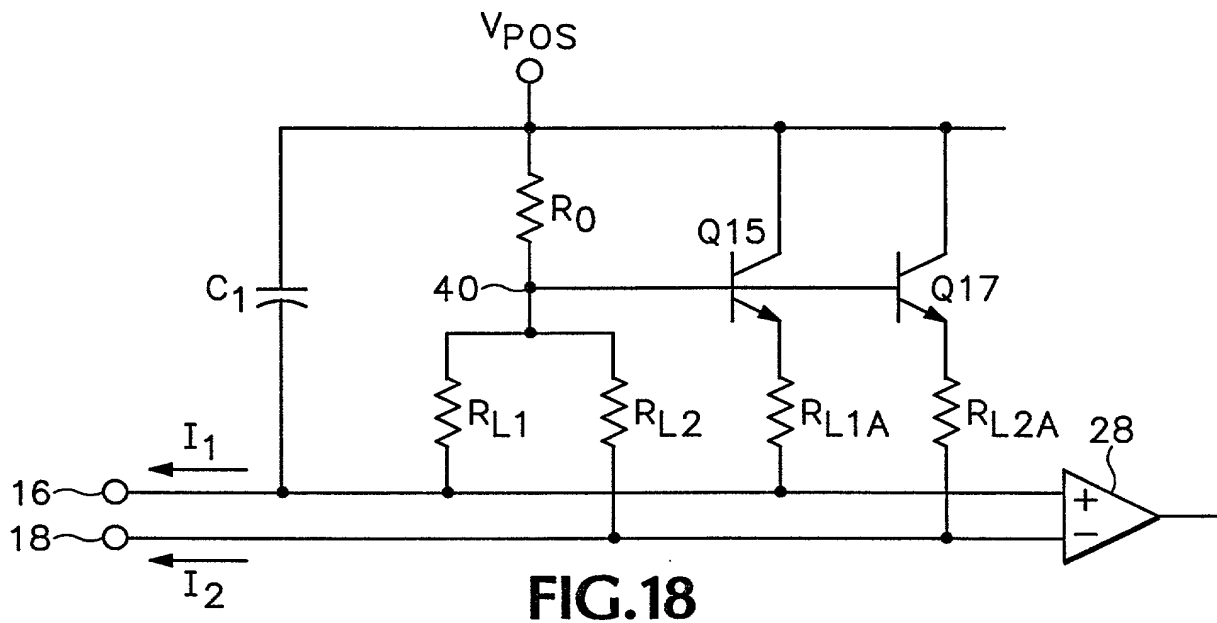 VPOS
R0
Q15
C1
40
Q17
RL1
RL2
RL1A
RL2A
28
I1
16
+
18
−
I2
FIG.18